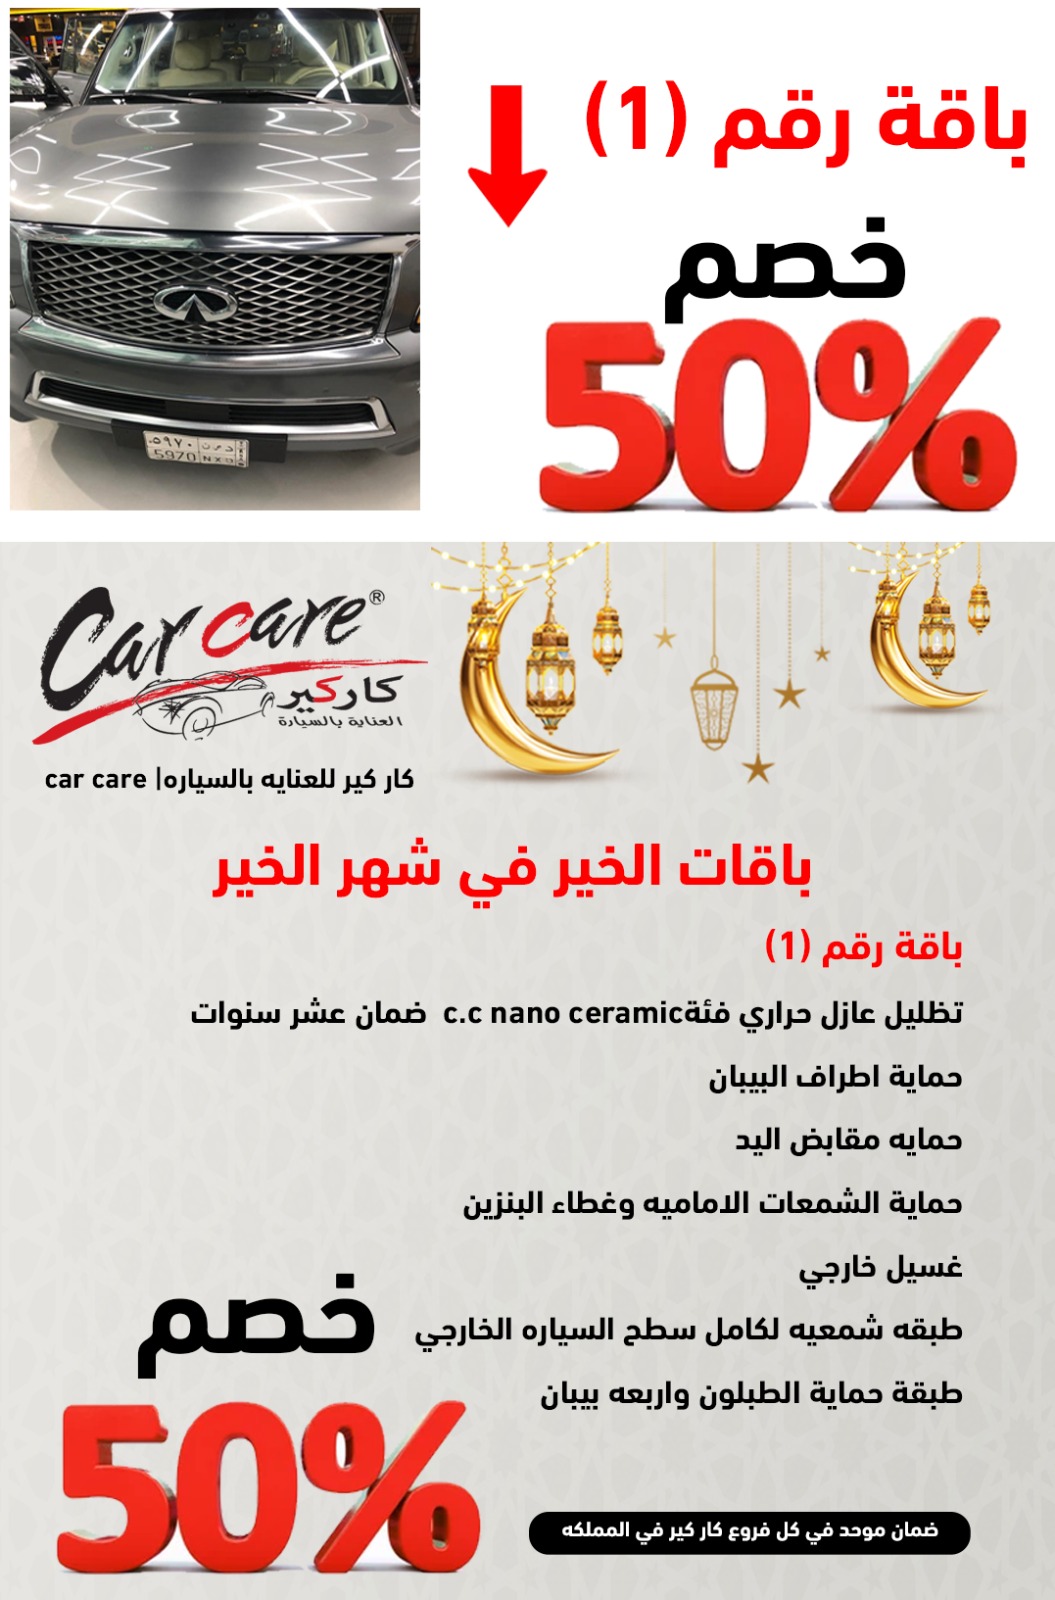 باقة رقم (1)
خصم
50%
٥٩٧٠
5970
Car care®
كاركير
العناية بالسيارة
كار كير للعنايه بالسياره| car care
باقات الخير في شهر الخير
باقة رقم (1)
تظليل عازل حراري فئةc.c nano ceramic ضمان عشر سنوات
حماية اطراف البيبان
حمايه مقابض اليد
حماية الشمعات الاماميه وغطاء البنزين
غسيل خارجي
طبقه شمعيه لكامل سطح السياره الخارجي
طبقة حماية الطبلون واربعه بيبان
خصم
50%
ضمان موحد في كل فروع كار كير في المملكه